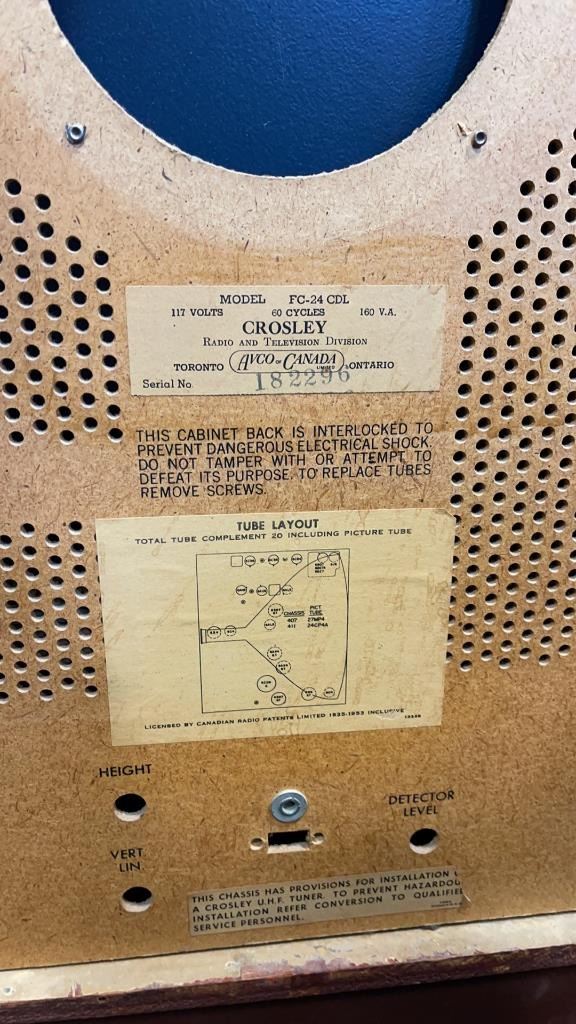 MODEL FC-24 CDL
117 VOLTS 60 CYCLES 160 V.A.
CROSLEY
RADIO AND TELEVISION DIVISION
TORONTO AVCO OF CANADA LIMITED ONTARIO
Serial No. 182296
THIS CABINET BACK IS INTERLOCKED TO
PREVENT DANGEROUS ELECTRICAL SHOCK.
DO NOT TAMPER WITH OR ATTEMPT TO
DEFEAT ITS PURPOSE. TO REPLACE TUBES
REMOVE SCREWS.
TUBE LAYOUT
TOTAL TUBE COMPLEMENT 20 INCLUDING PICTURE TUBE
CHASSIS PICT TUBE
407 27MP4
411 24CP4A
LICENSED BY CANADIAN RADIO PATENTS LIMITED 1935-1953 INCLUSIVE
HEIGHT
DETECTOR
LEVEL
VERT.
LIN.
THIS CHASSIS HAS PROVISIONS FOR INSTALLATION
A CROSLEY U.H.F. TUNER. TO PREVENT HAZARDOU
INSTALLATION REFER CONVERSION TO QUALIFIE
SERVICE PERSONNEL.